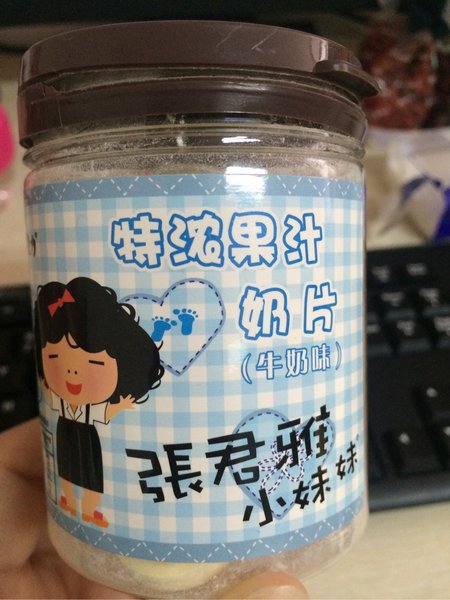 特浓果汁
奶片
(牛奶味)
張君雅
小妹妹